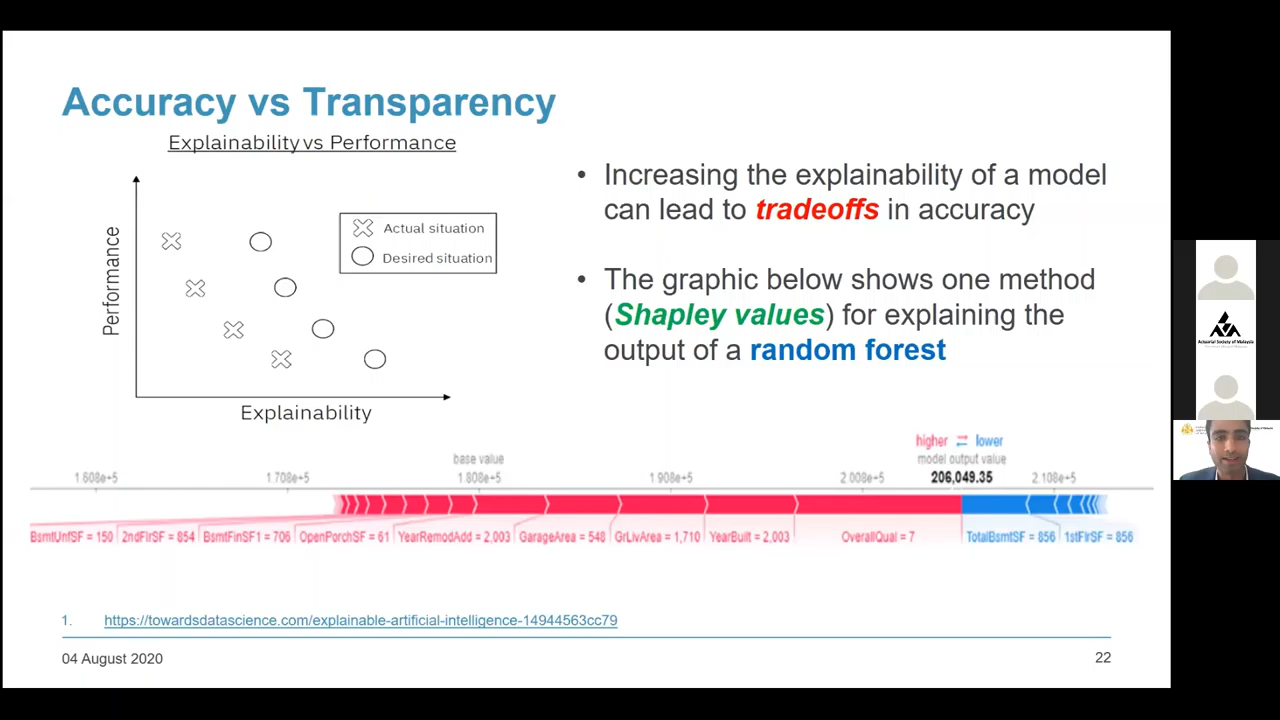 Accuracy vs Transparency
Explainability vs Performance
Performance
Actual situation
Desired situation
Explainability
• Increasing the explainability of a model
can lead to tradeoffs in accuracy
• The graphic below shows one method
(Shapley values) for explaining the
output of a random forest
higher ⇄ lower
base value
model output value
1.608e+5 1.708e+5 1.808e+5 1.908e+5 2.008e+5 206,049.35 2.108e+5
BsmtUnfSF = 150 2ndFlrSF = 854 BsmtFinSF1 = 706 OpenPorchSF = 61 YearRemodAdd = 2,003 GarageArea = 548 GrLivArea = 1,710 YearBuilt = 2,003 OverallQual = 7 TotalBsmtSF = 856 1stFlrSF = 856
1. https://towardsdatascience.com/explainable-artificial-intelligence-14944563cc79
04 August 2020
22
Actuarial Society of Malaysia